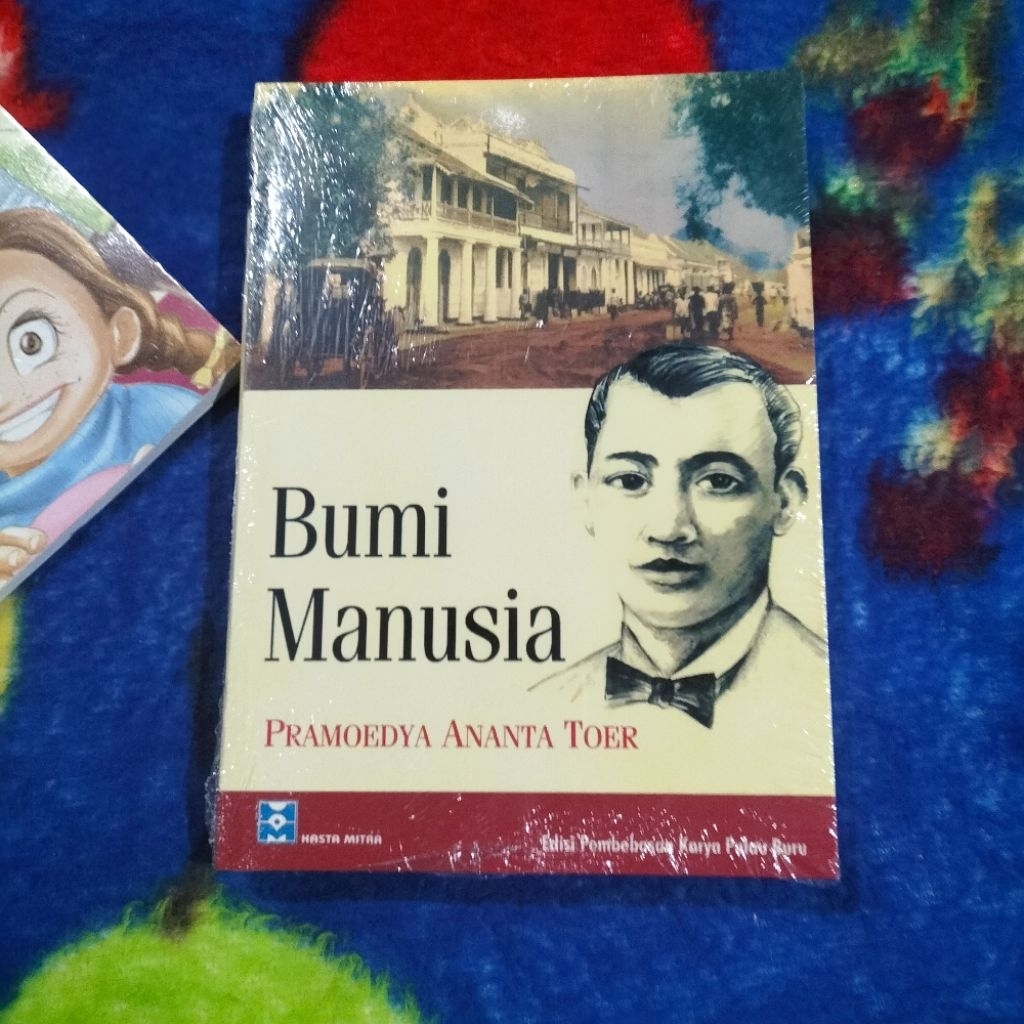 Bumi
Manusia
PRAMOEDYA ANANTA TOER
HASTA MITRA
Edisi Pembebasan Karya Pulau Buru